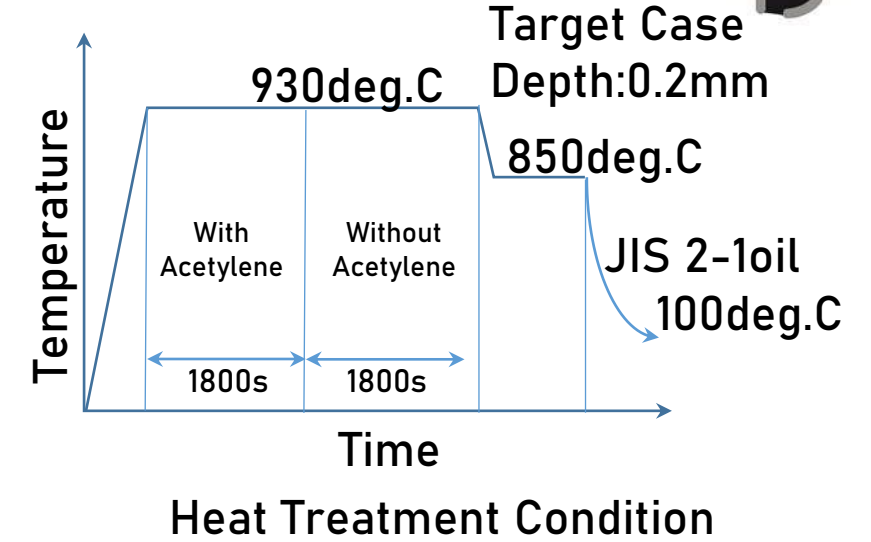 Target Case
Depth:0.2mm
930deg.C
850deg.C
With
Acetylene
Without
Acetylene
JIS 2-1oil
100deg.C
1800s
1800s
Temperature
Time
Heat Treatment Condition